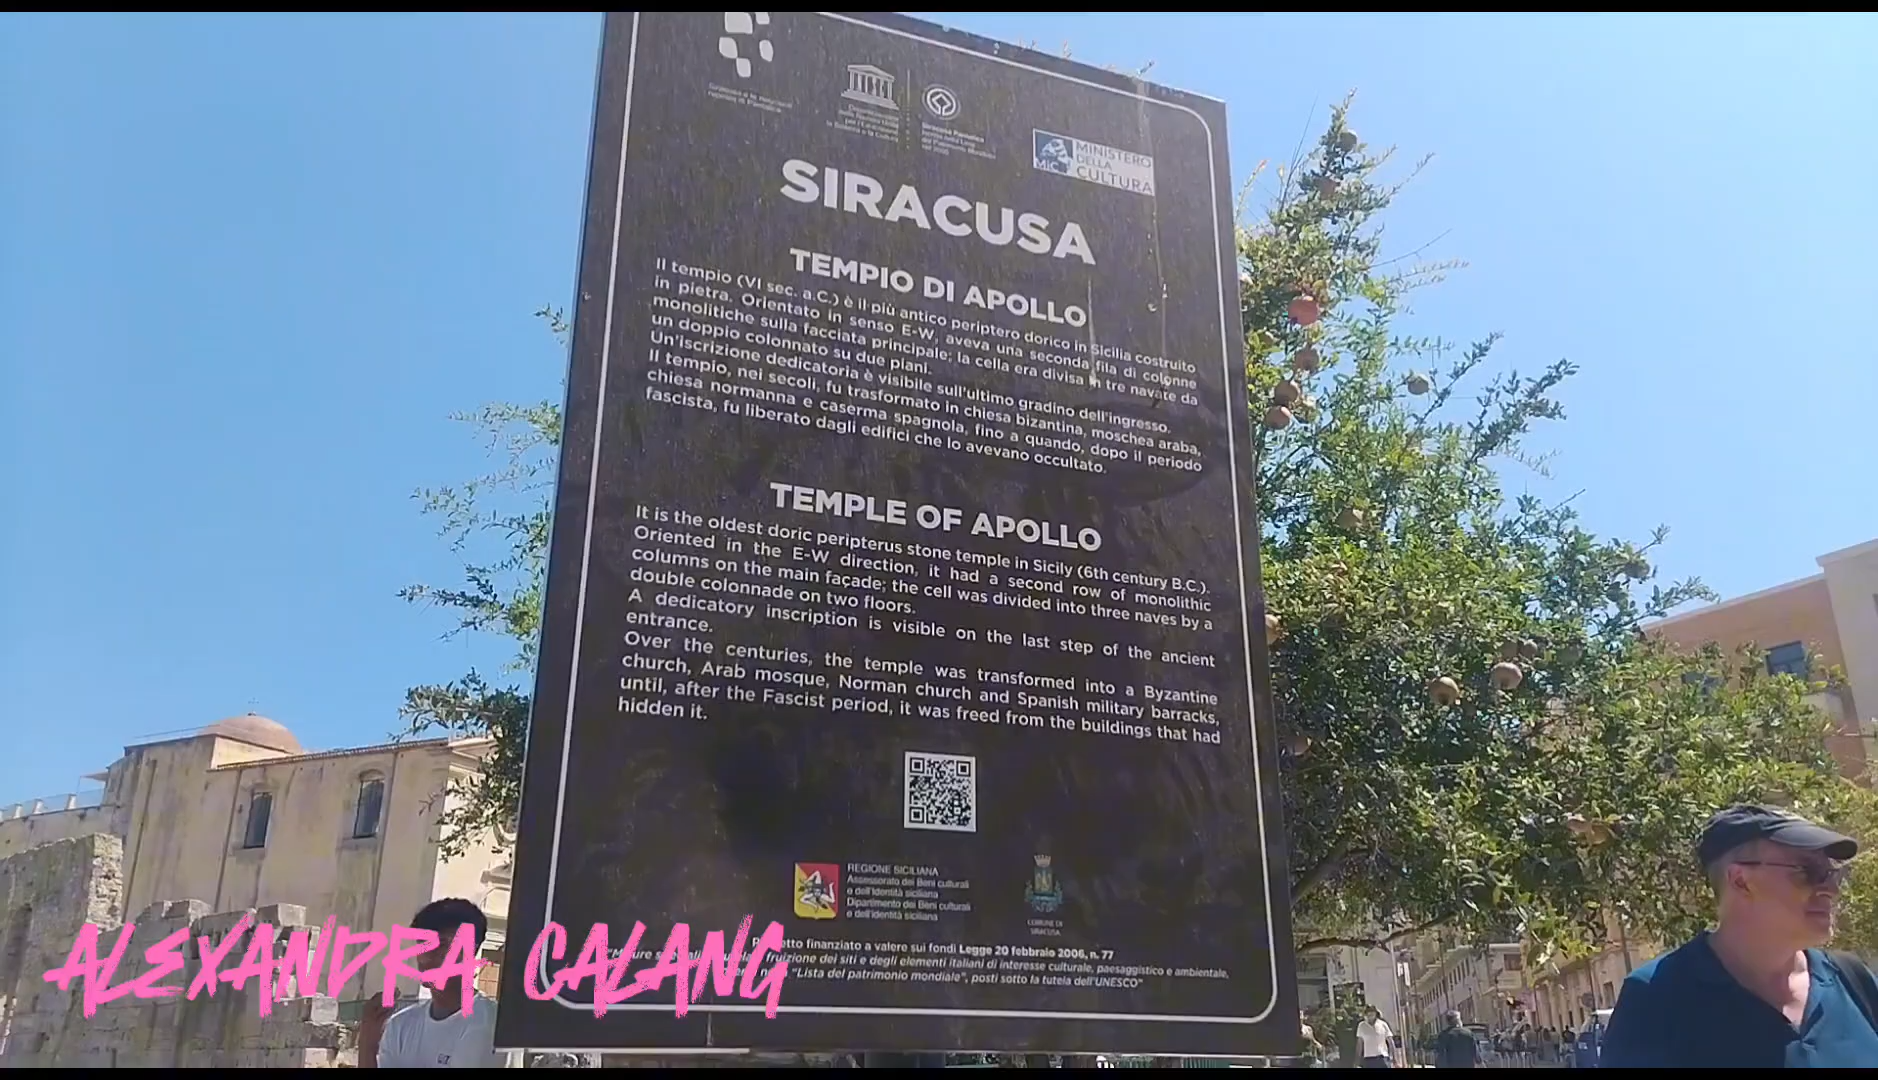 Siracusa e le necropoli
rupestri di Pantalica
MINISTERO
DELLA
CULTURA
MiC
SIRACUSA
TEMPIO DI APOLLO
Il tempio (VI sec. a.C.) è il più antico periptero dorico in Sicilia costruito
in pietra. Orientato in senso E-W, aveva una seconda fila di colonne
monolitiche sulla facciata principale; la cella era divisa in tre navate da
un doppio colonnato su due piani.
Un'iscrizione dedicatoria è visibile sull'ultimo gradino dell'ingresso.
Il tempio, nei secoli, fu trasformato in chiesa bizantina, moschea araba,
chiesa normanna e caserma spagnola, fino a quando, dopo il periodo
fascista, fu liberato dagli edifici che lo avevano occultato.
TEMPLE OF APOLLO
It is the oldest doric peripterus stone temple in Sicily (6th century B.C.).
Oriented in the E-W direction, it had a second row of monolithic
columns on the main façade; the cell was divided into three naves by a
double colonnade on two floors.
A dedicatory inscription is visible on the last step of the ancient
entrance.
Over the centuries, the temple was transformed into a Byzantine
church, Arab mosque, Norman church and Spanish military barracks,
until, after the Fascist period, it was freed from the buildings that had
hidden it.
REGIONE SICILIANA
Assessorato dei Beni culturali
e dell'Identità siciliana
Dipartimento dei Beni culturali
e dell'Identità siciliana
COMUNE DI
SIRACUSA
finanziato a valere sui fondi Legge 20 febbraio 2006, n. 77
fruizione dei siti e degli elementi italiani di interesse culturale, paesaggistico e ambientale,
"Lista del patrimonio mondiale", posti sotto la tutela dell'UNESCO"
ALEXANDRA CALANG